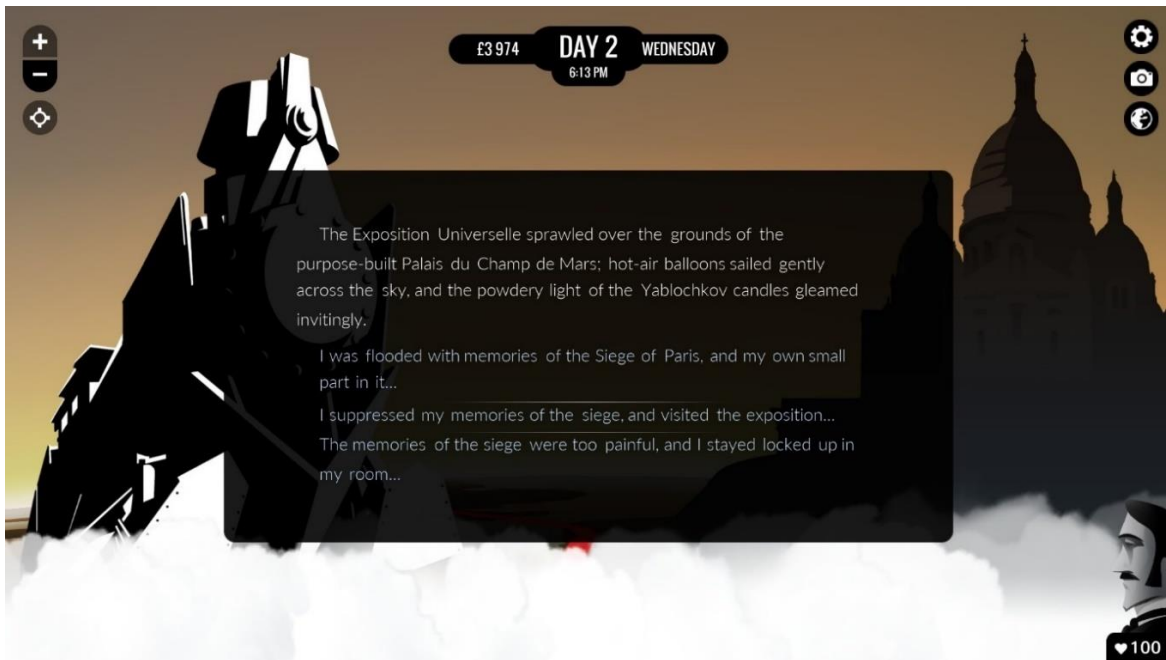 £3 974
DAY 2
WEDNESDAY
6:13 PM
The Exposition Universelle sprawled over the grounds of the
purpose-built Palais du Champ de Mars; hot-air balloons sailed gently
across the sky, and the powdery light of the Yablochkov candles gleamed
invitingly.
I was flooded with memories of the Siege of Paris, and my own small
part in it...
I suppressed my memories of the siege, and visited the exposition...
The memories of the siege were too painful, and I stayed locked up in
my room...
100